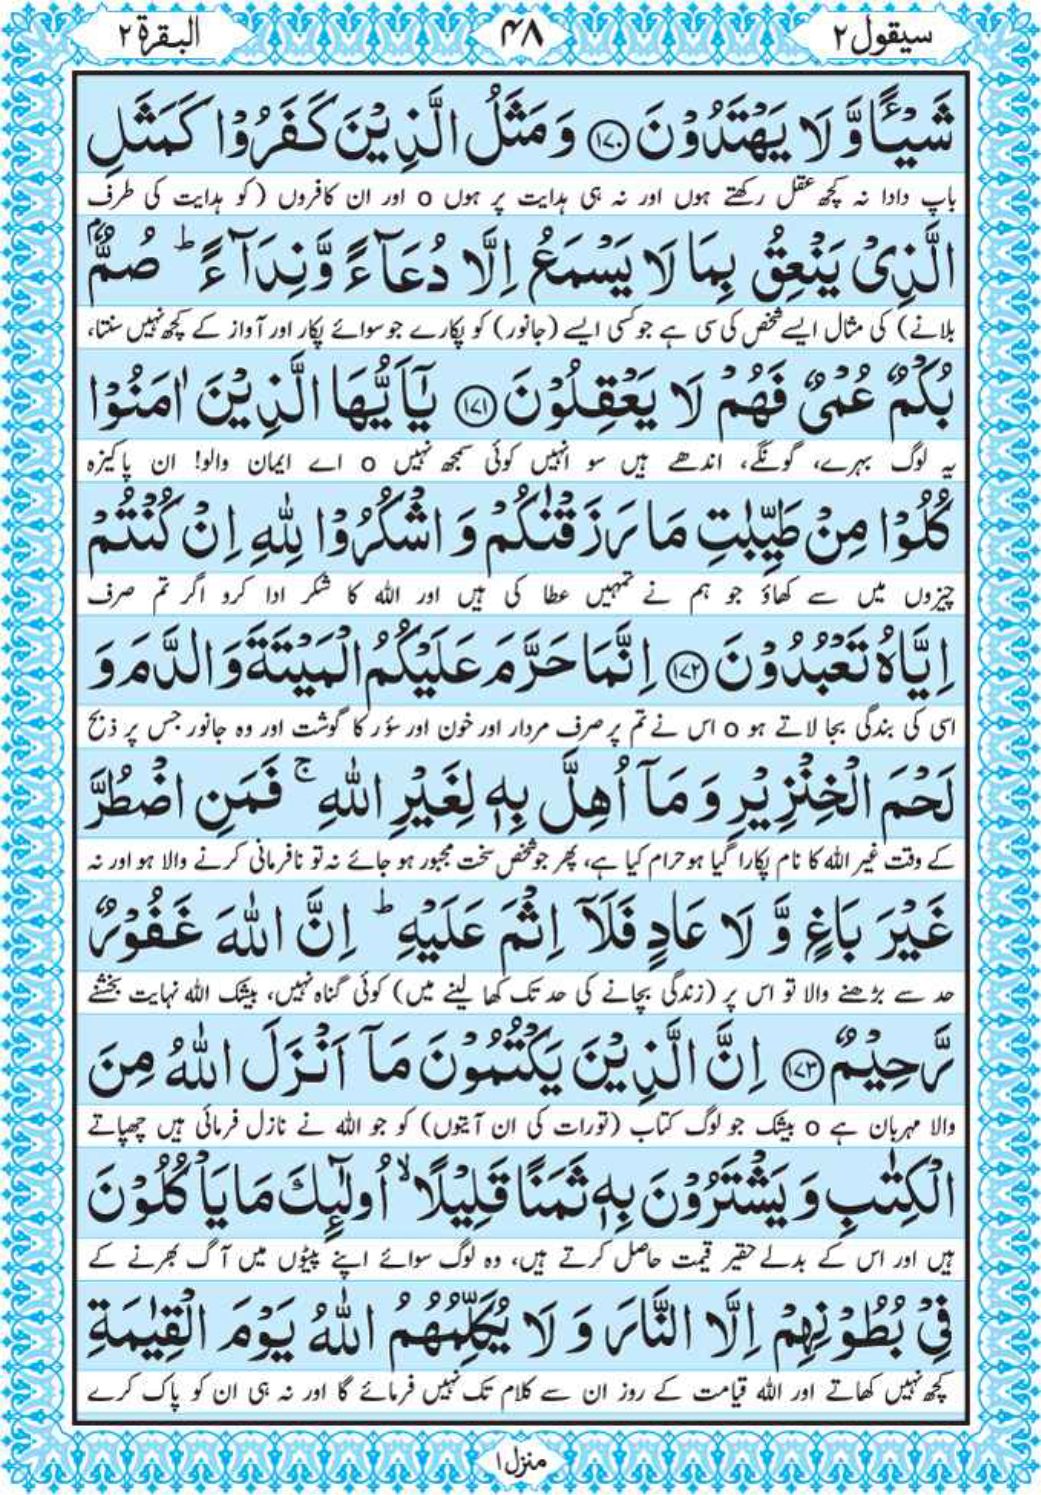 سیقول ۲
۴۸
البقرة ۲
شَيْـًٔا وَّ لَا يَهْتَدُوْنَ ﴿۱۷۰﴾ وَ مَثَلُ الَّذِيْنَ كَفَرُوْا كَمَثَلِ
باپ دادا نہ کچھ عقل رکھتے ہوں اور نہ ہی ہدایت پر ہوں o اور ان کافروں (کو ہدایت کی طرف
الَّذِيْ يَنْعِقُ بِمَا لَا يَسْمَعُ اِلَّا دُعَآءً وَّ نِدَآءً ؕ صُمٌّۢ
بلانے) کی مثال ایسے شخص کی سی ہے جو کسی ایسے (جانور) کو پکارے جو سوائے پکار اور آواز کے کچھ نہیں سنتا،
بُكْمٌ عُمْيٌ فَهُمْ لَا يَعْقِلُوْنَ ﴿۱۷۱﴾ يٰۤاَيُّهَا الَّذِيْنَ اٰمَنُوْا
یہ لوگ بہرے، گونگے، اندھے ہیں سو انہیں کوئی سمجھ نہیں o اے ایمان والو! ان پاکیزہ
كُلُوْا مِنْ طَيِّبٰتِ مَا رَزَقْنٰكُمْ وَ اشْكُرُوْا لِلّٰهِ اِنْ كُنْتُمْ
چیزوں میں سے کھاؤ جو ہم نے تمہیں عطا کی ہیں اور اللہ کا شکر ادا کرو اگر تم صرف
اِيَّاهُ تَعْبُدُوْنَ ﴿۱۷۲﴾ اِنَّمَا حَرَّمَ عَلَيْكُمُ الْمَيْتَةَ وَ الدَّمَ وَ
اسی کی بندگی بجا لاتے ہو o اس نے تم پر صرف مردار اور خون اور سؤر کا گوشت اور وہ جانور جس پر ذبح
لَحْمَ الْخِنْزِيْرِ وَ مَاۤ اُهِلَّ بِهٖ لِغَيْرِ اللّٰهِ ۚ فَمَنِ اضْطُرَّ
کے وقت غیر اللہ کا نام پکارا گیا ہو حرام کیا ہے، پھر جو شخص سخت مجبور ہو جائے نہ تو نافرمانی کرنے والا ہو اور نہ
غَيْرَ بَاغٍ وَّ لَا عَادٍ فَلَاۤ اِثْمَ عَلَيْهِ ؕ اِنَّ اللّٰهَ غَفُوْرٌ
حد سے بڑھنے والا تو اس پر (زندگی بچانے کی حد تک کھا لینے میں) کوئی گناہ نہیں، بیشک اللہ نہایت بخشنے
رَّحِيْمٌ ﴿۱۷۳﴾ اِنَّ الَّذِيْنَ يَكْتُمُوْنَ مَاۤ اَنْزَلَ اللّٰهُ مِنَ
والا مہربان ہے o بیشک جو لوگ کتاب (تورات کی ان آیتوں) کو جو اللہ نے نازل فرمائی ہیں چھپاتے
الْكِتٰبِ وَ يَشْتَرُوْنَ بِهٖ ثَمَنًا قَلِيْلًا ۙ اُولٰٓئِكَ مَا يَاْكُلُوْنَ
ہیں اور اس کے بدلے حقیر قیمت حاصل کرتے ہیں، وہ لوگ سوائے اپنے پیٹوں میں آگ بھرنے کے
فِيْ بُطُوْنِهِمْ اِلَّا النَّارَ وَ لَا يُكَلِّمُهُمُ اللّٰهُ يَوْمَ الْقِيٰمَةِ
کچھ نہیں کھاتے اور اللہ قیامت کے روز ان سے کلام تک نہیں فرمائے گا اور نہ ہی ان کو پاک کرے
منزل ۱